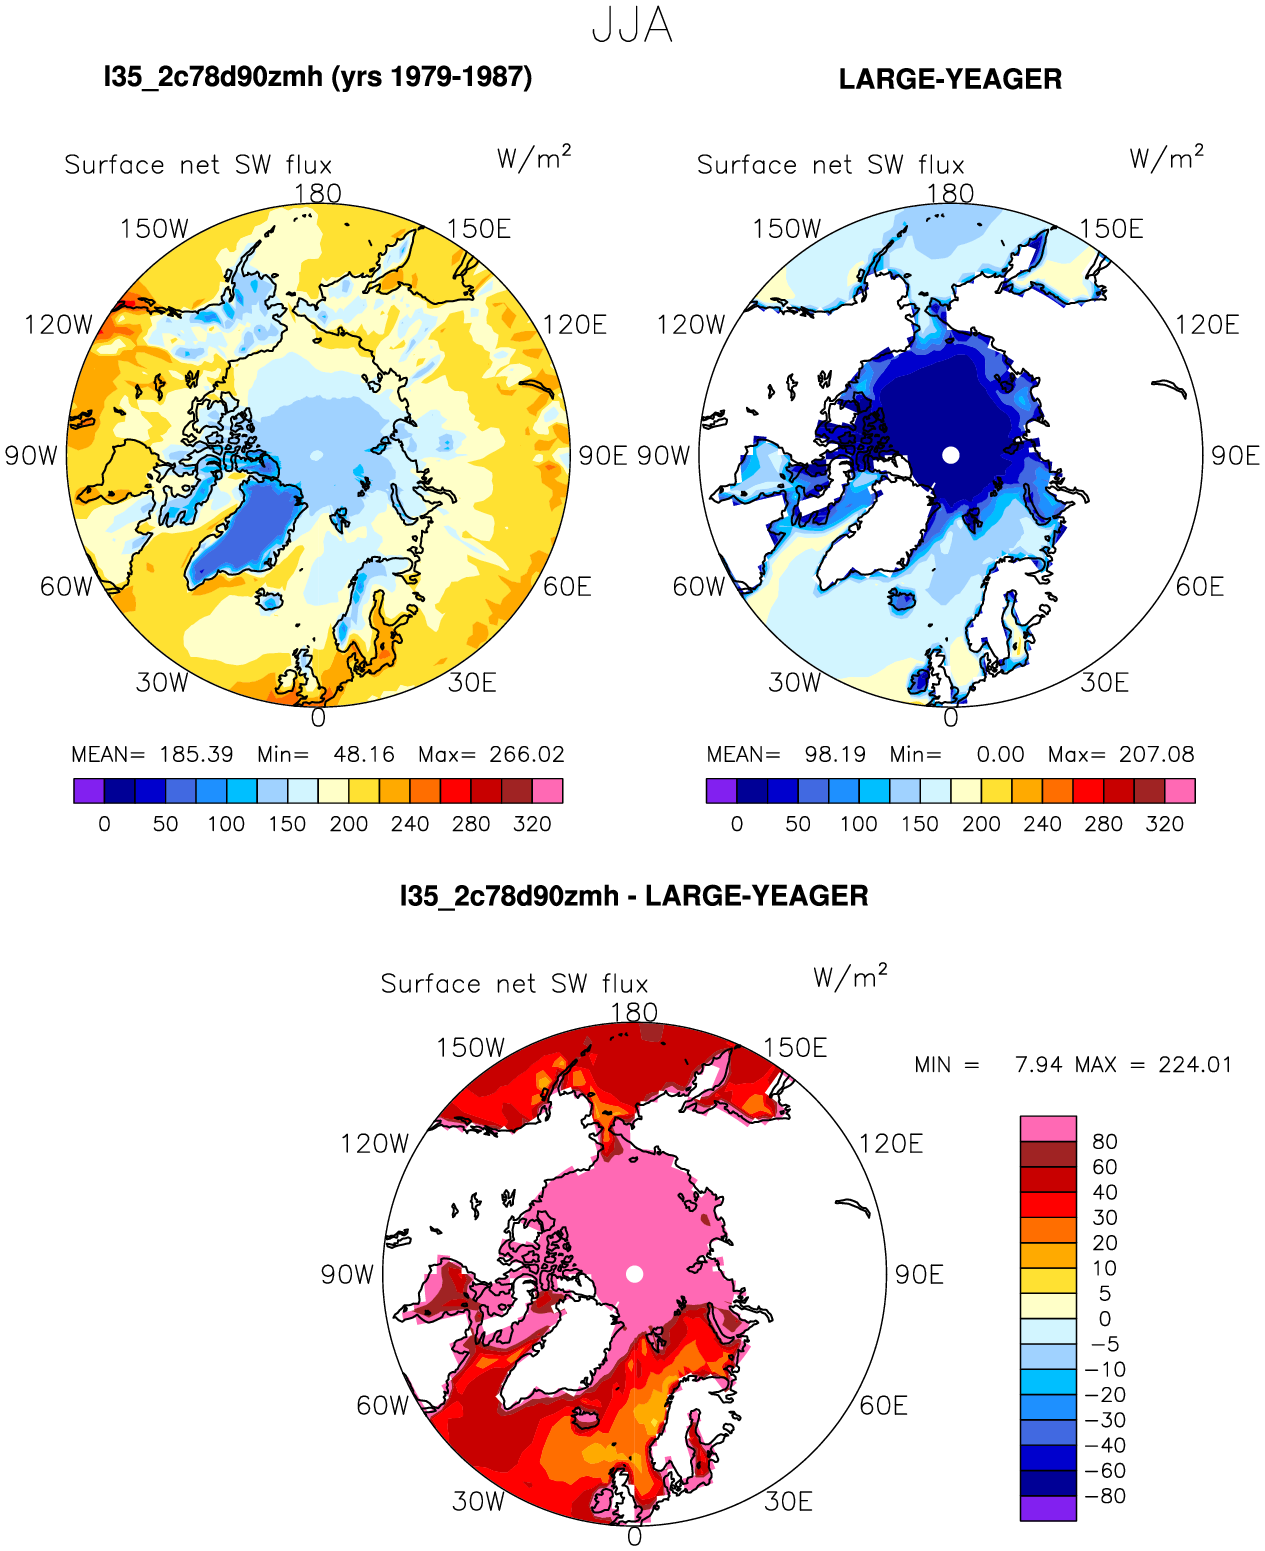 JJA
l35_2c78d90zmh (yrs 1979-1987)
LARGE-YEAGER
Surface net SW flux W/m²
Surface net SW flux W/m²
180
150W 150E
120W 120E
90W 90E
60W 60E
30W 30E
0
180
150W 150E
120W 120E
90W 90E
60W 60E
30W 30E
0
MEAN= 185.39 Min= 48.16 Max= 266.02
0 50 100 150 200 240 280 320
MEAN= 98.19 Min= 0.00 Max= 207.08
0 50 100 150 200 240 280 320
l35_2c78d90zmh - LARGE-YEAGER
Surface net SW flux W/m²
180
150W 150E
120W 120E
90W 90E
60W 60E
30W 30E
0
MIN = 7.94 MAX = 224.01
80
60
40
30
20
10
5
0
−5
−10
−20
−30
−40
−60
−80